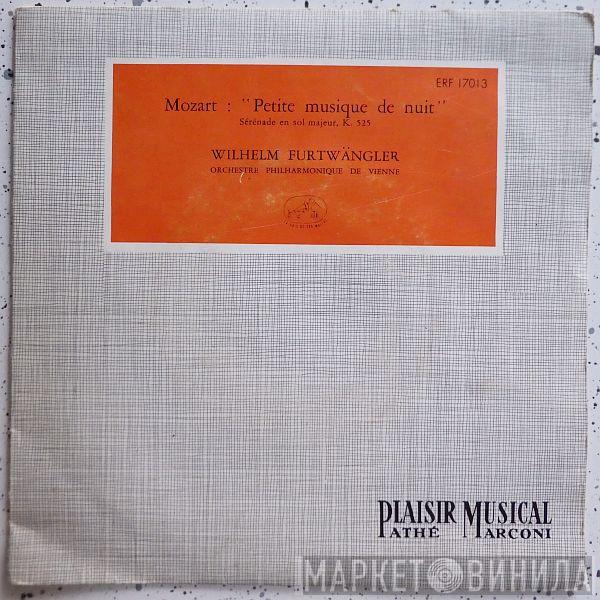 ERF 17013
Mozart : "Petite musique de nuit"
Sérénade en sol majeur, K. 525
WILHELM FURTWÄNGLER
ORCHESTRE PHILHARMONIQUE DE VIENNE
PLAISIR MUSICAL
PATHÉ MARCONI
МАРКЕТ ВИНИЛА